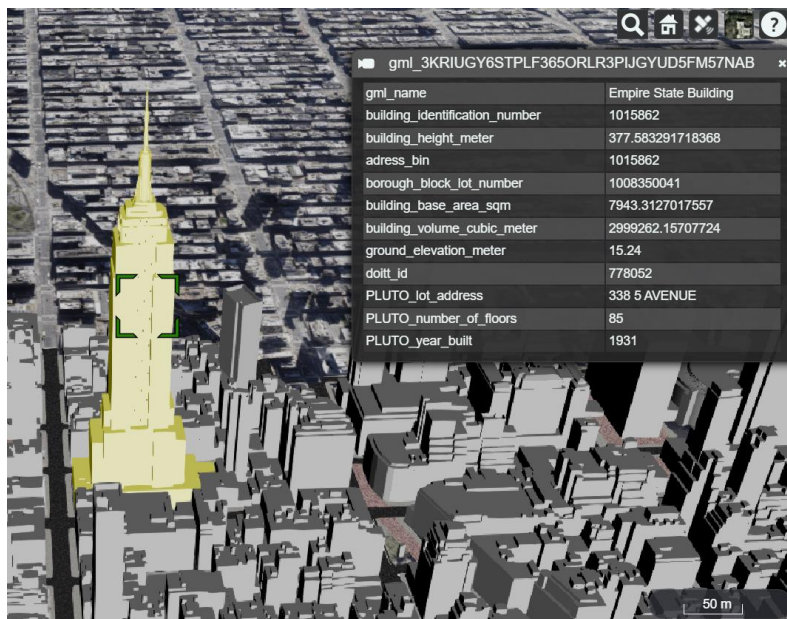 ?
gml_3KRIUGY6STPLF365ORLR3PIJGYUD5FM57NAB ×
gml_name Empire State Building
building_identification_number 1015862
building_height_meter 377.583291718368
adress_bin 1015862
borough_block_lot_number 1008350041
building_base_area_sqm 7943.3127017557
building_volume_cubic_meter 2999262.15707724
ground_elevation_meter 15.24
doitt_id 778052
PLUTO_lot_address 338 5 AVENUE
PLUTO_number_of_floors 85
PLUTO_year_built 1931
50 m